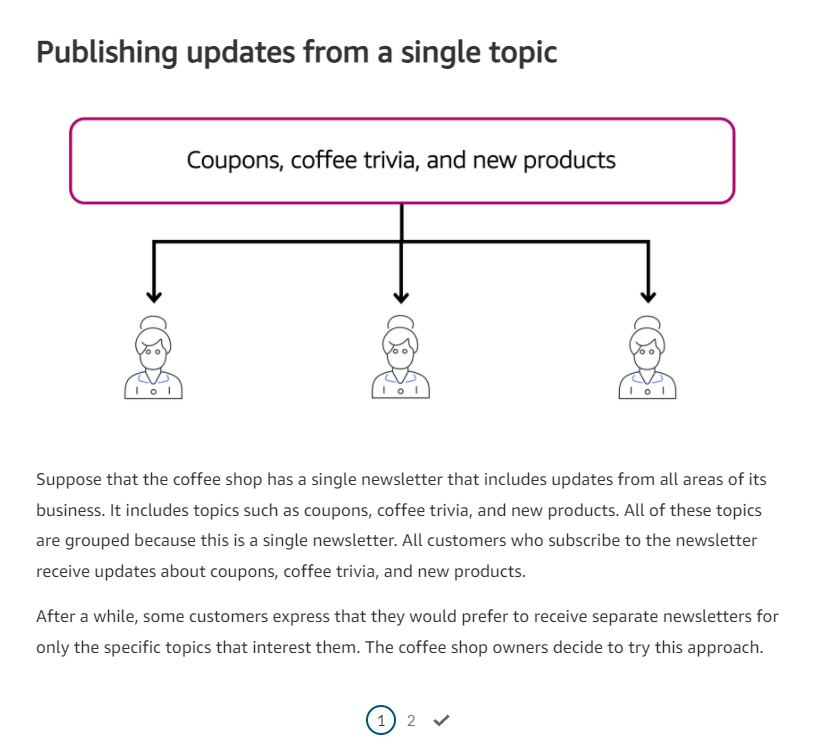 Publishing updates from a single topic
Coupons, coffee trivia, and new products
Suppose that the coffee shop has a single newsletter that includes updates from all areas of its
business. It includes topics such as coupons, coffee trivia, and new products. All of these topics
are grouped because this is a single newsletter. All customers who subscribe to the newsletter
receive updates about coupons, coffee trivia, and new products.
After a while, some customers express that they would prefer to receive separate newsletters for
only the specific topics that interest them. The coffee shop owners decide to try this approach.
1 2